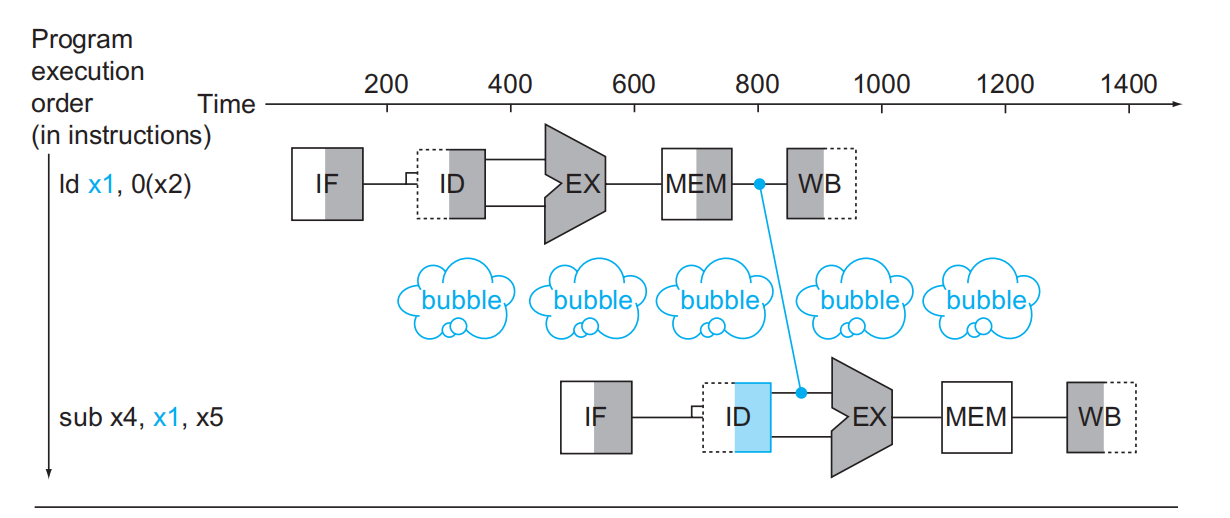 Program
execution
order
(in instructions)
Time
200 400 600 800 1000 1200 1400
ld x1, 0(x2)
IF ID EX MEM WB
bubble bubble bubble bubble bubble
sub x4, x1, x5
IF ID EX MEM WB